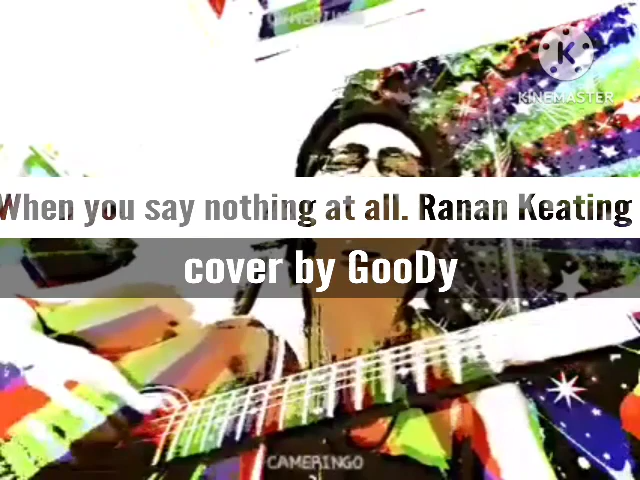 KINEMASTER
When you say nothing at all. Ranan Keating
cover by GooDy
CAMERINGO